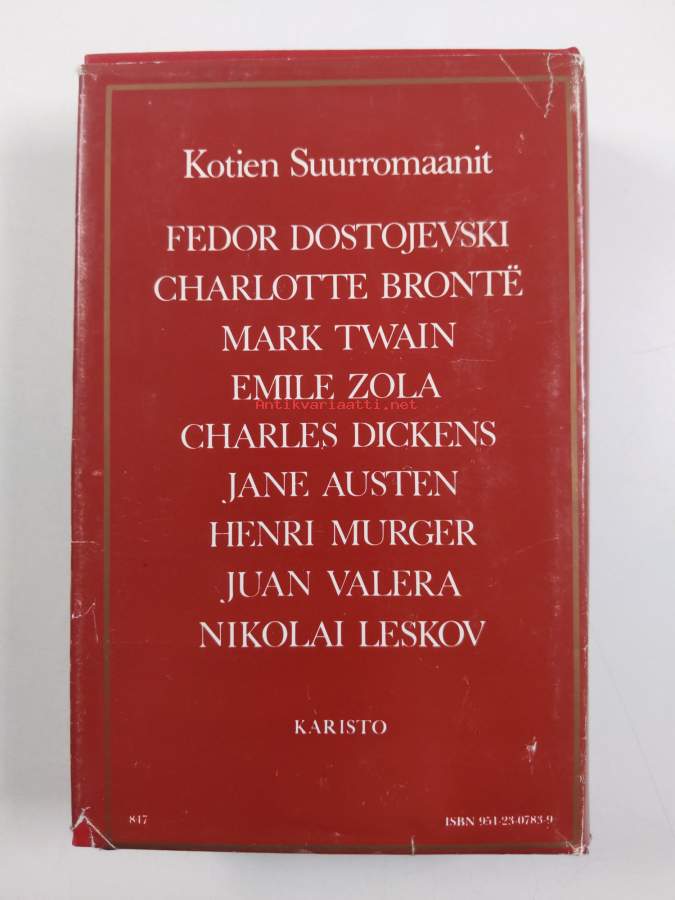 Kotien Suurromaanit
FEDOR DOSTOJEVSKI
CHARLOTTE BRONTË
MARK TWAIN
EMILE ZOLA
Antikvariaatti.net
CHARLES DICKENS
JANE AUSTEN
HENRI MURGER
JUAN VALERA
NIKOLAI LESKOV
KARISTO
847
ISBN 951-23-0783-9